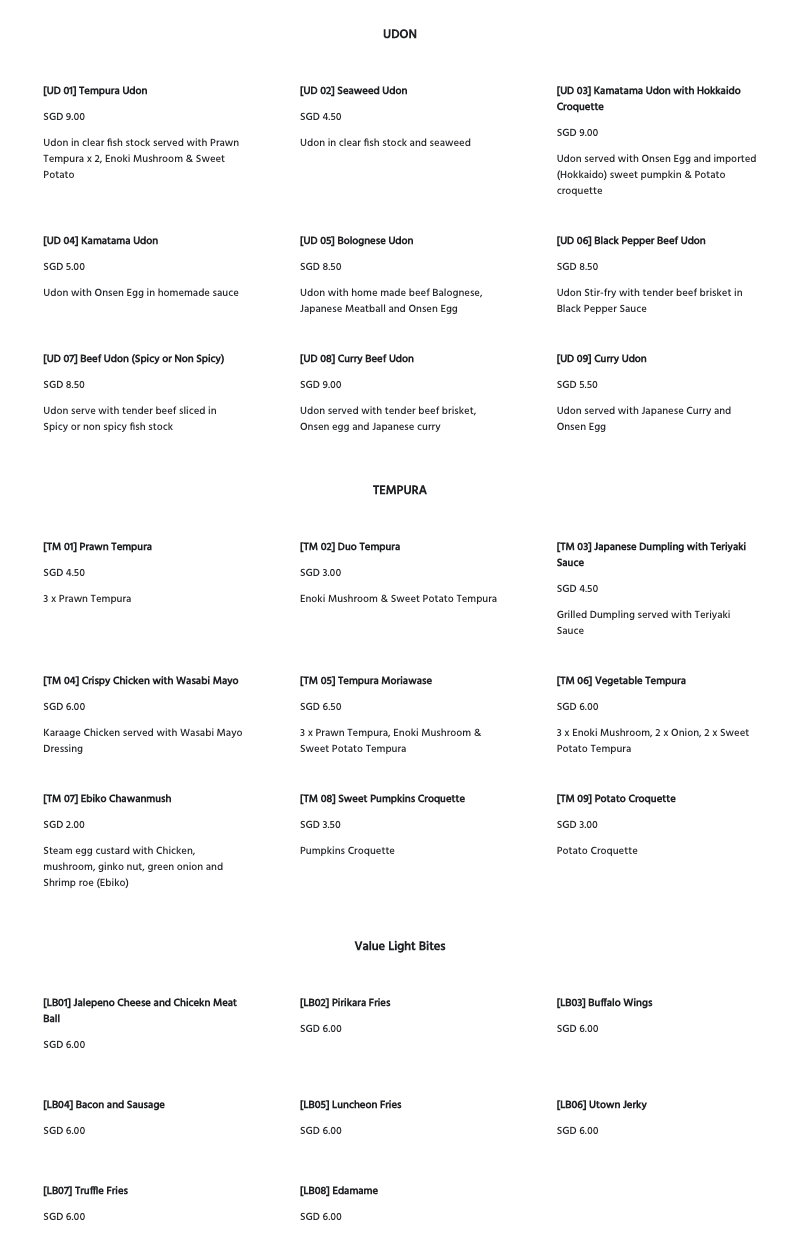 UDON
[UD 01] Tempura Udon
SGD 9.00
Udon in clear fish stock served with Prawn
Tempura x 2, Enoki Mushroom & Sweet
Potato
[UD 02] Seaweed Udon
SGD 4.50
Udon in clear fish stock and seaweed
[UD 03] Kamatama Udon with Hokkaido
Croquette
SGD 9.00
Udon served with Onsen Egg and imported
(Hokkaido) sweet pumpkin & Potato
croquette
[UD 04] Kamatama Udon
SGD 5.00
Udon with Onsen Egg in homemade sauce
[UD 05] Bolognese Udon
SGD 8.50
Udon with home made beef Balognese,
Japanese Meatball and Onsen Egg
[UD 06] Black Pepper Beef Udon
SGD 8.50
Udon Stir-fry with tender beef brisket in
Black Pepper Sauce
[UD 07] Beef Udon (Spicy or Non Spicy)
SGD 8.50
Udon serve with tender beef sliced in
Spicy or non spicy fish stock
[UD 08] Curry Beef Udon
SGD 9.00
Udon served with tender beef brisket,
Onsen egg and Japanese curry
[UD 09] Curry Udon
SGD 5.50
Udon served with Japanese Curry and
Onsen Egg
TEMPURA
[TM 01] Prawn Tempura
SGD 4.50
3 x Prawn Tempura
[TM 02] Duo Tempura
SGD 3.00
Enoki Mushroom & Sweet Potato Tempura
[TM 03] Japanese Dumpling with Teriyaki
Sauce
SGD 4.50
Grilled Dumpling served with Teriyaki
Sauce
[TM 04] Crispy Chicken with Wasabi Mayo
SGD 6.00
Karaage Chicken served with Wasabi Mayo
Dressing
[TM 05] Tempura Moriawase
SGD 6.50
3 x Prawn Tempura, Enoki Mushroom &
Sweet Potato Tempura
[TM 06] Vegetable Tempura
SGD 6.00
3 x Enoki Mushroom, 2 x Onion, 2 x Sweet
Potato Tempura
[TM 07] Ebiko Chawanmush
SGD 2.00
Steam egg custard with Chicken,
mushroom, ginko nut, green onion and
Shrimp roe (Ebiko)
[TM 08] Sweet Pumpkins Croquette
SGD 3.50
Pumpkins Croquette
[TM 09] Potato Croquette
SGD 3.00
Potato Croquette
Value Light Bites
[LB01] Jalepeno Cheese and Chicekn Meat
Ball
SGD 6.00
[LB02] Pirikara Fries
SGD 6.00
[LB03] Buffalo Wings
SGD 6.00
[LB04] Bacon and Sausage
SGD 6.00
[LB05] Luncheon Fries
SGD 6.00
[LB06] Utown Jerky
SGD 6.00
[LB07] Truffle Fries
SGD 6.00
[LB08] Edamame
SGD 6.00